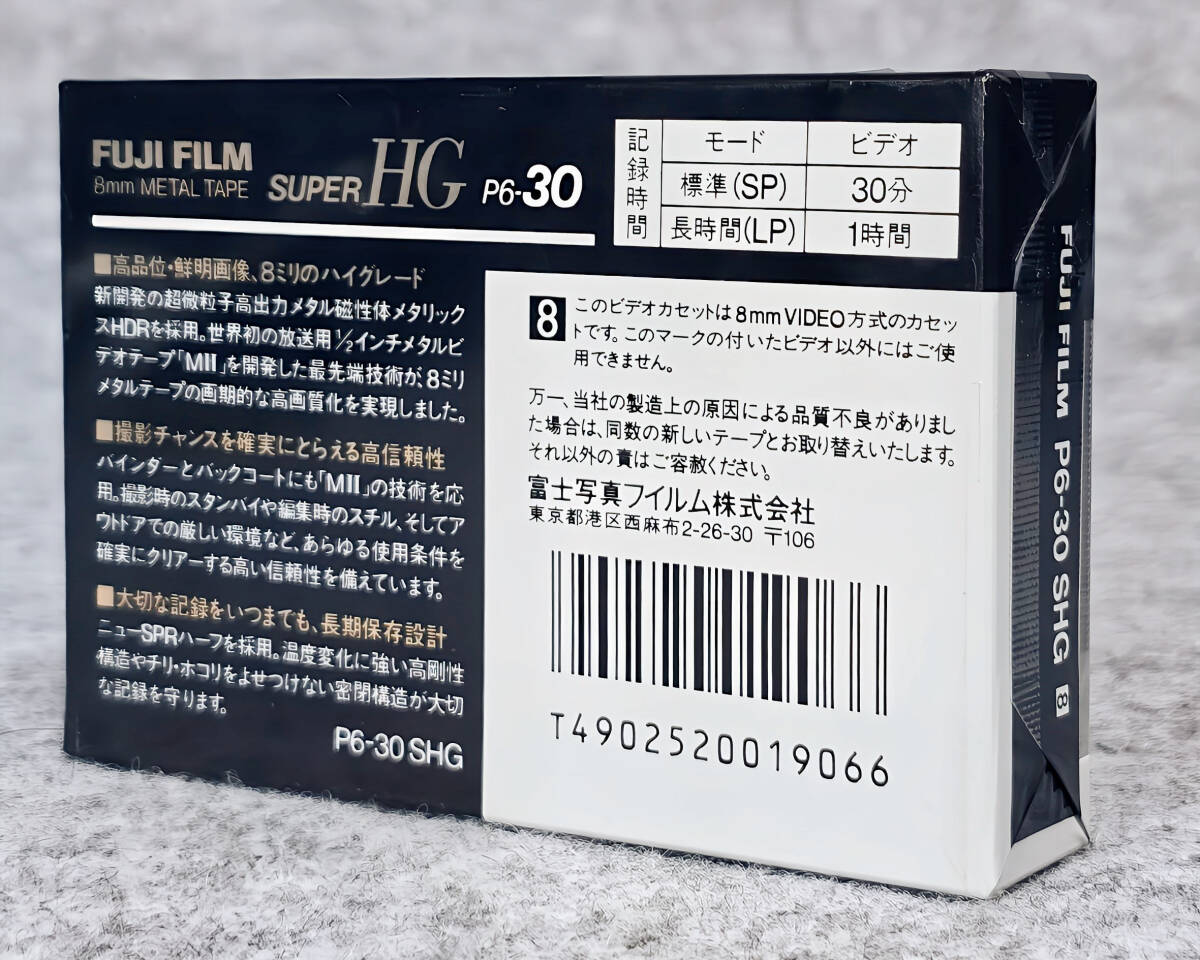 FUJI FILM
8mm METAL TAPE SUPER HG P6-30
記録時間 モード ビデオ
標準(SP) 30分
長時間(LP) 1時間
■高品位・鮮明画像、8ミリのハイグレード
新開発の超微粒子高出力メタル磁性体メタリック
スHDRを採用。世界初の放送用1/2インチメタルビ
デオテープ「MII」を開発した最先端技術が、8ミリ
メタルテープの画期的な高画質化を実現しました。
■撮影チャンスを確実にとらえる高信頼性
バインダーとバックコートにも「MII」の技術を応
用。撮影時のスタンバイや編集時のスチル、そしてア
ウトドアでの厳しい環境など、あらゆる使用条件を
確実にクリアーする高い信頼性を備えています。
■大切な記録をいつまでも、長期保存設計
ニューSPRハーフを採用。温度変化に強い高剛性
構造やチリ・ホコリをよせつけない密閉構造が大切
な記録を守ります。
P6-30 SHG
8 このビデオカセットは8mm VIDEO方式のカセッ
トです。このマークの付いたビデオ以外にはご使
用できません。
万一、当社の製造上の原因による品質不良がありまし
た場合は、同数の新しいテープとお取り替えいたします。
それ以外の責はご容赦ください。
富士写真フイルム株式会社
東京都港区西麻布2-26-30 〒106
T4902520019066
FUJI FILM P6-30 SHG 8